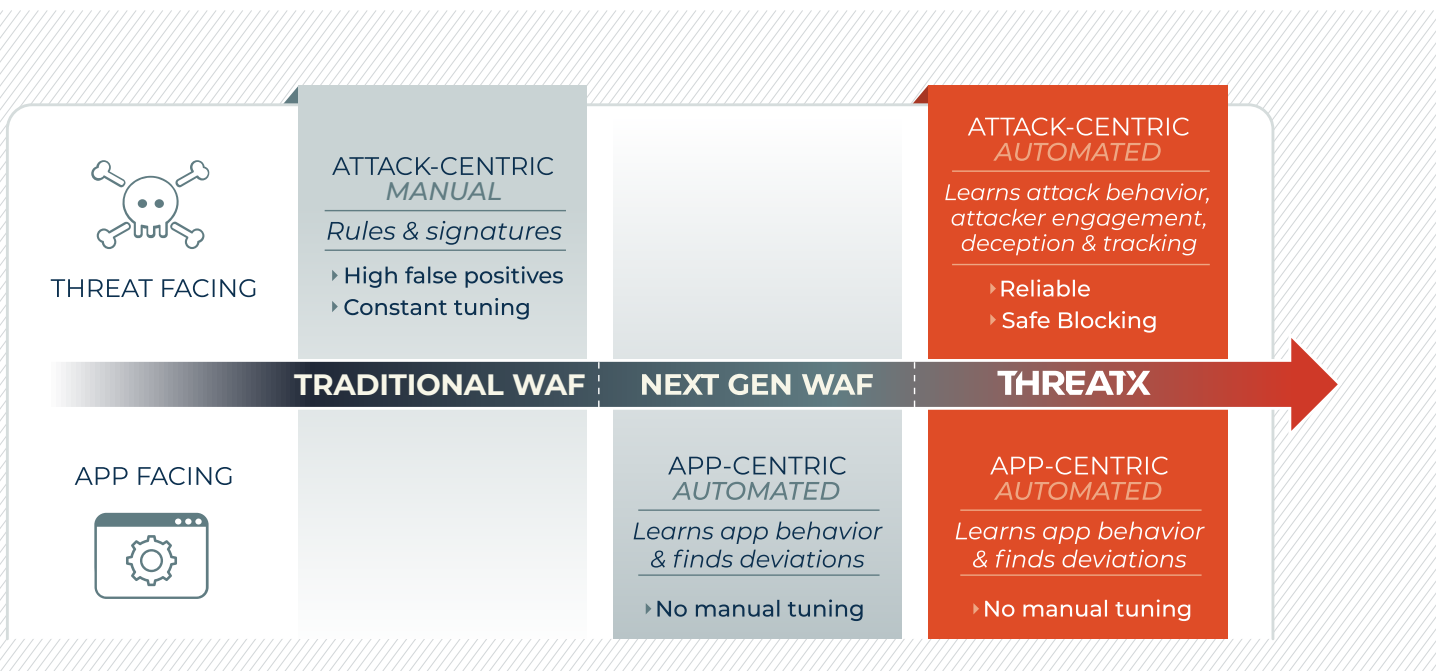 ATTACK-CENTRIC
MANUAL
Rules & signatures
High false positives
Constant tuning
ATTACK-CENTRIC
AUTOMATED
Learns attack behavior,
attacker engagement,
deception & tracking
Reliable
Safe Blocking
THREAT FACING
TRADITIONAL WAF
NEXT GEN WAF
THREATX
APP FACING
APP-CENTRIC
AUTOMATED
Learns app behavior
& finds deviations
No manual tuning
APP-CENTRIC
AUTOMATED
Learns app behavior
& finds deviations
No manual tuning